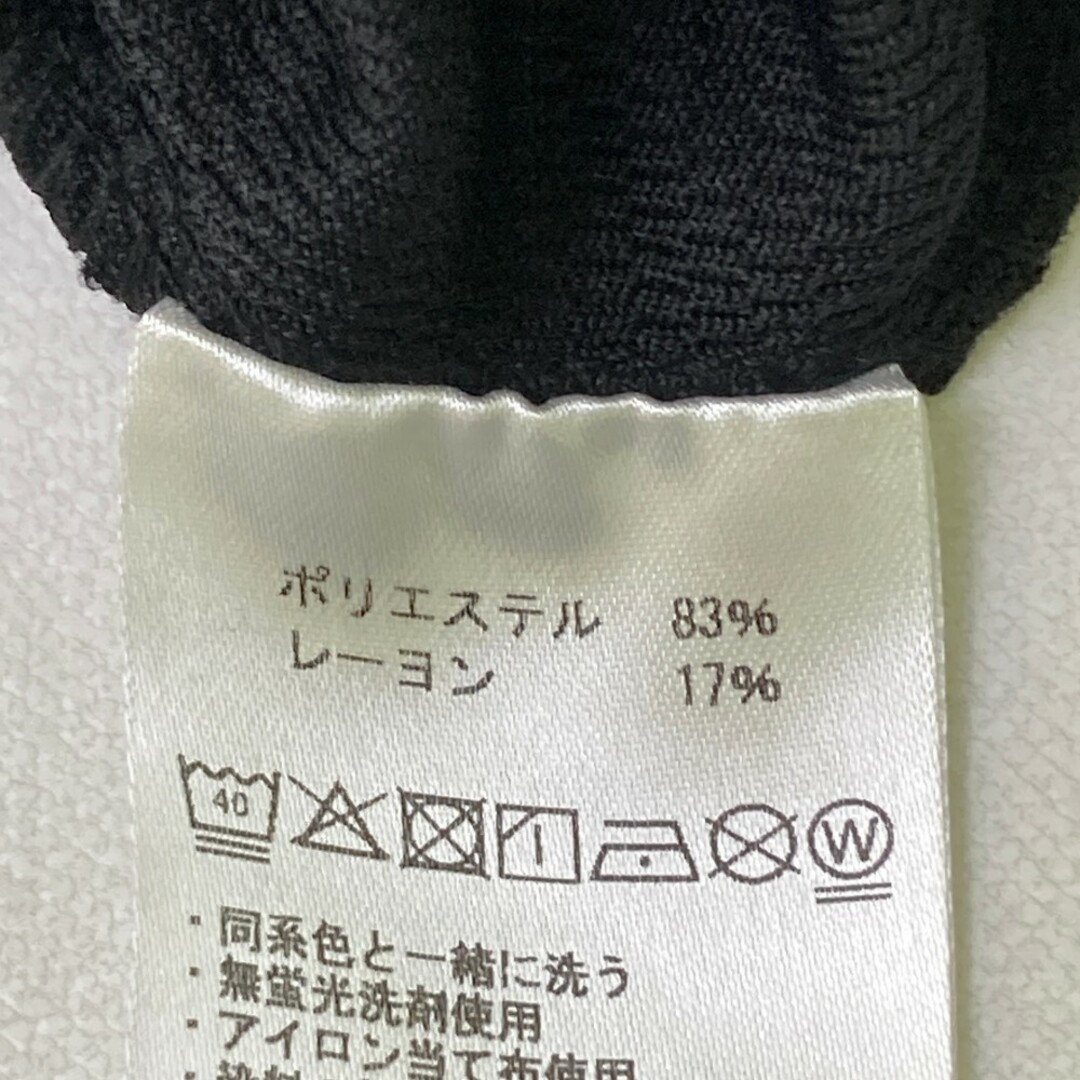 ポリエステル 83%
レーヨン 17%
40 W
・同系色と一緒に洗う
・無蛍光洗剤使用
・アイロン当て布使用